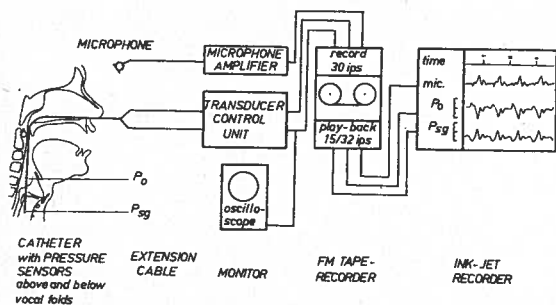 MICROPHONE
MICROPHONE
AMPLIFIER
TRANSDUCER
CONTROL
UNIT
oscillo-
scope
record
30 ips
play-back
15/32 ips
time
mic.
Po
Psg
Po
Psg
CATHETER
with PRESSURE
SENSORS
above and below
vocal folds
EXTENSION
CABLE
MONITOR
FM TAPE-
RECORDER
INK-JET
RECORDER